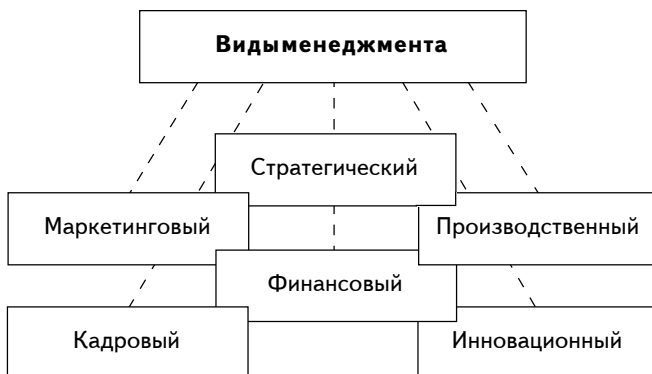 Видыменеджмента
Стратегический
Маркетинговый
Производственный
Финансовый
Кадровый
Инновационный